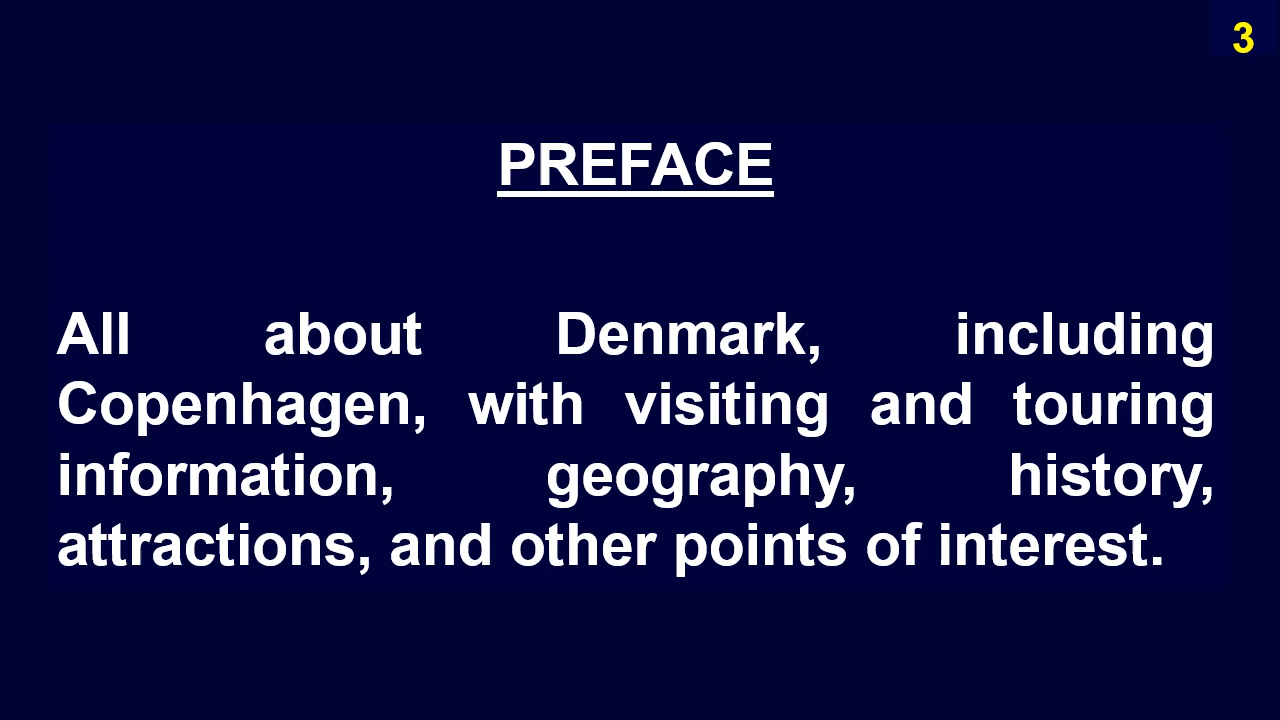 3
PREFACE
All about Denmark, including
Copenhagen, with visiting and touring
information, geography, history,
attractions, and other points of interest.